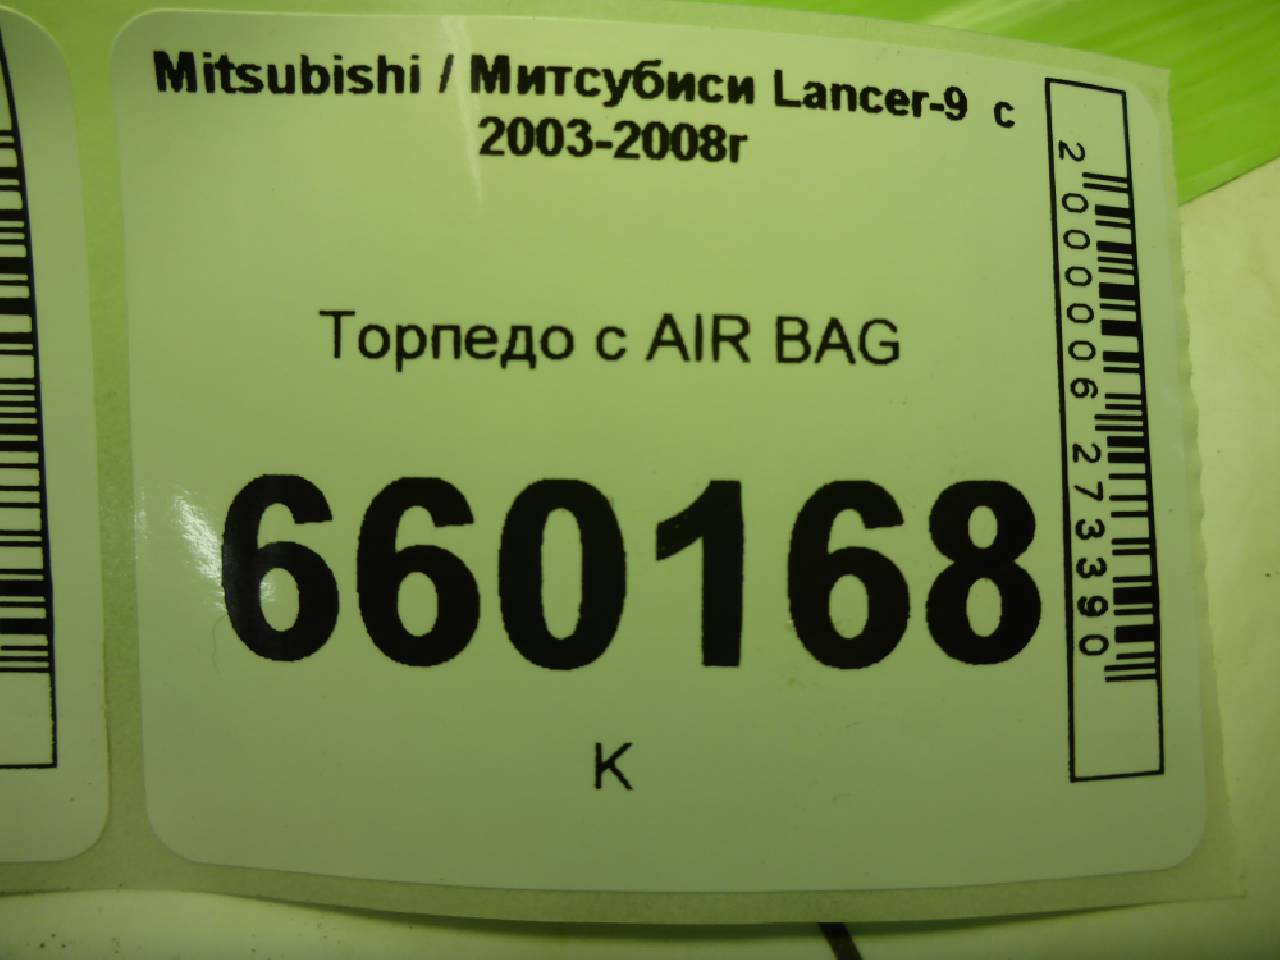 Mitsubishi / Митсубиси Lancer-9 с
2003-2008г
Торпедо с AIR BAG
660168
К
2000006273390